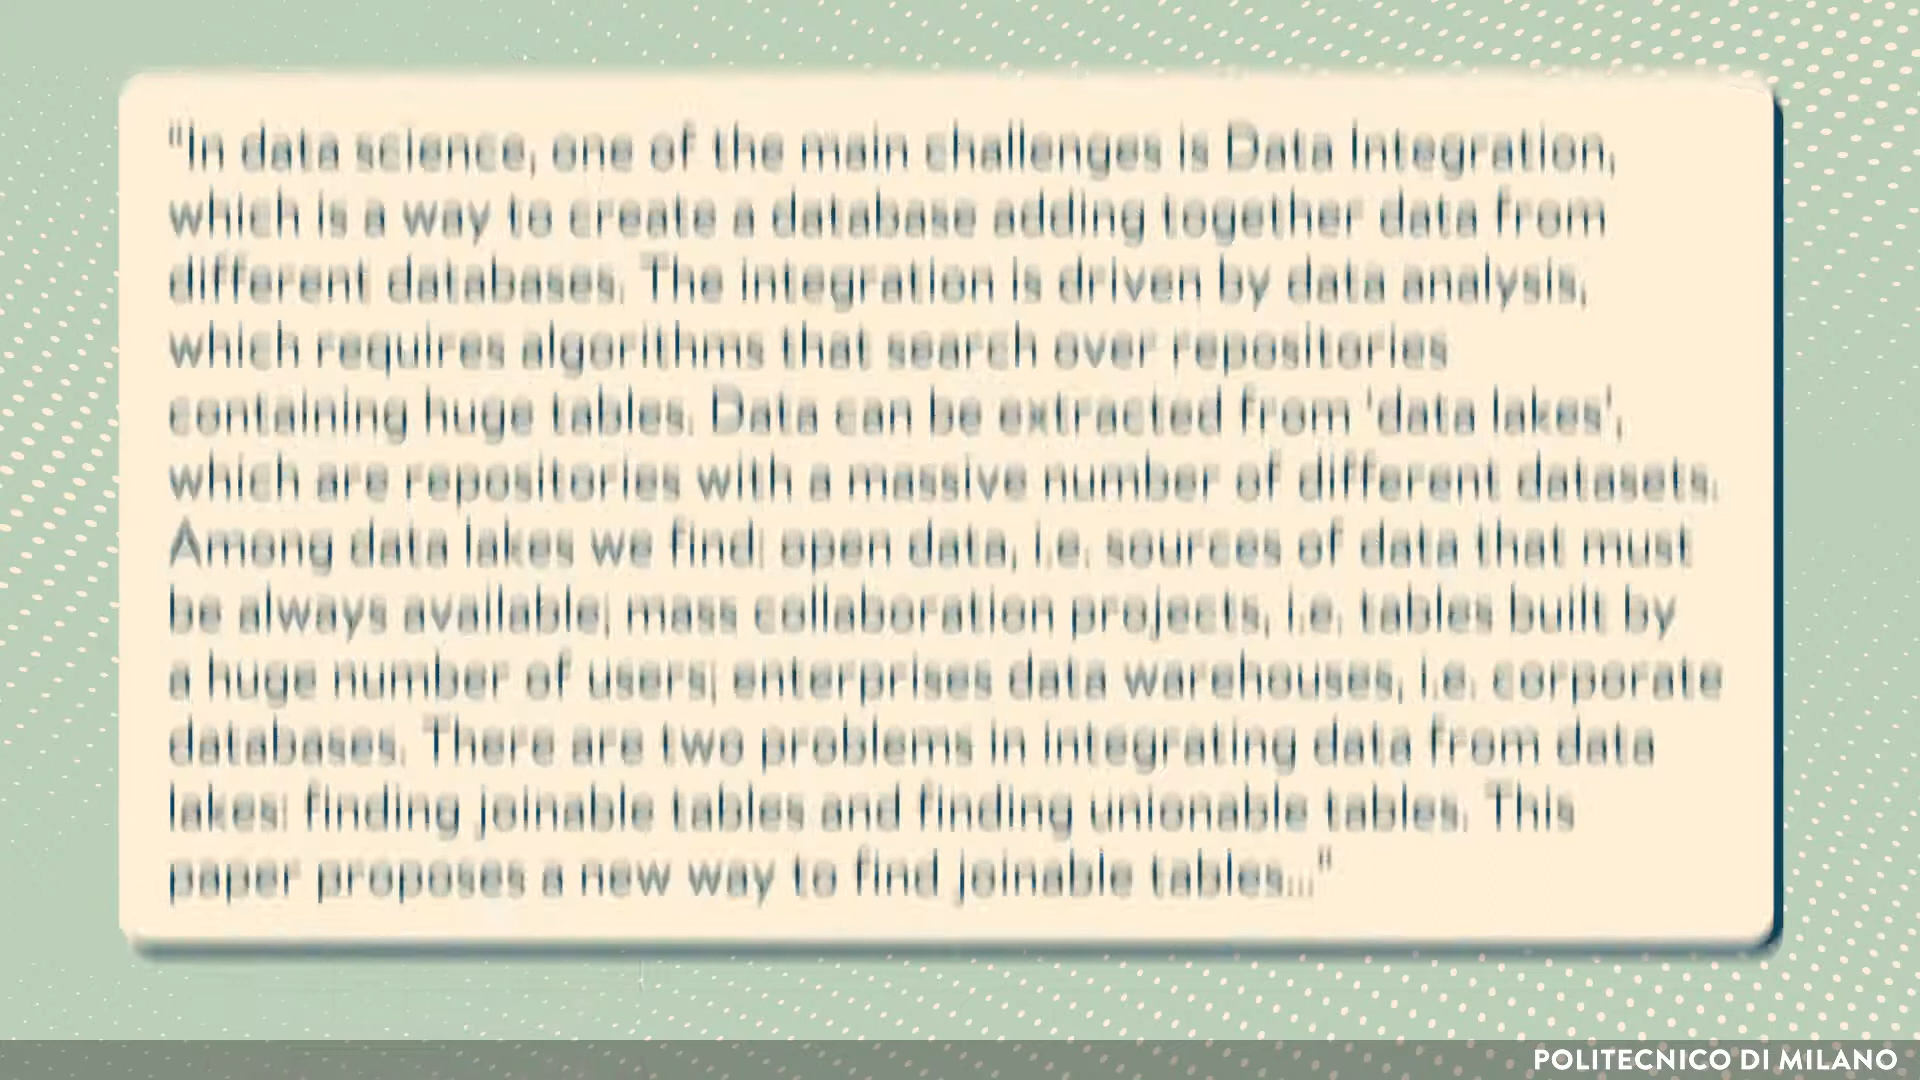 "In data science, one of the main challenges is Data Integration,
which is a way to create a database adding together data from
different databases. The integration is driven by data analysis,
which requires algorithms that search over repositories
containing huge tables. Data can be extracted from 'data lakes',
which are repositories with a massive number of different datasets.
Among data lakes we find: open data, i.e. sources of data that must
be always available; mass collaboration projects, i.e. tables built by
a huge number of users; enterprises data warehouses, i.e. corporate
databases. There are two problems in integrating data from data
lakes: finding joinable tables and finding unionable tables. This
paper proposes a new way to find joinable tables..."
POLITECNICO DI MILANO